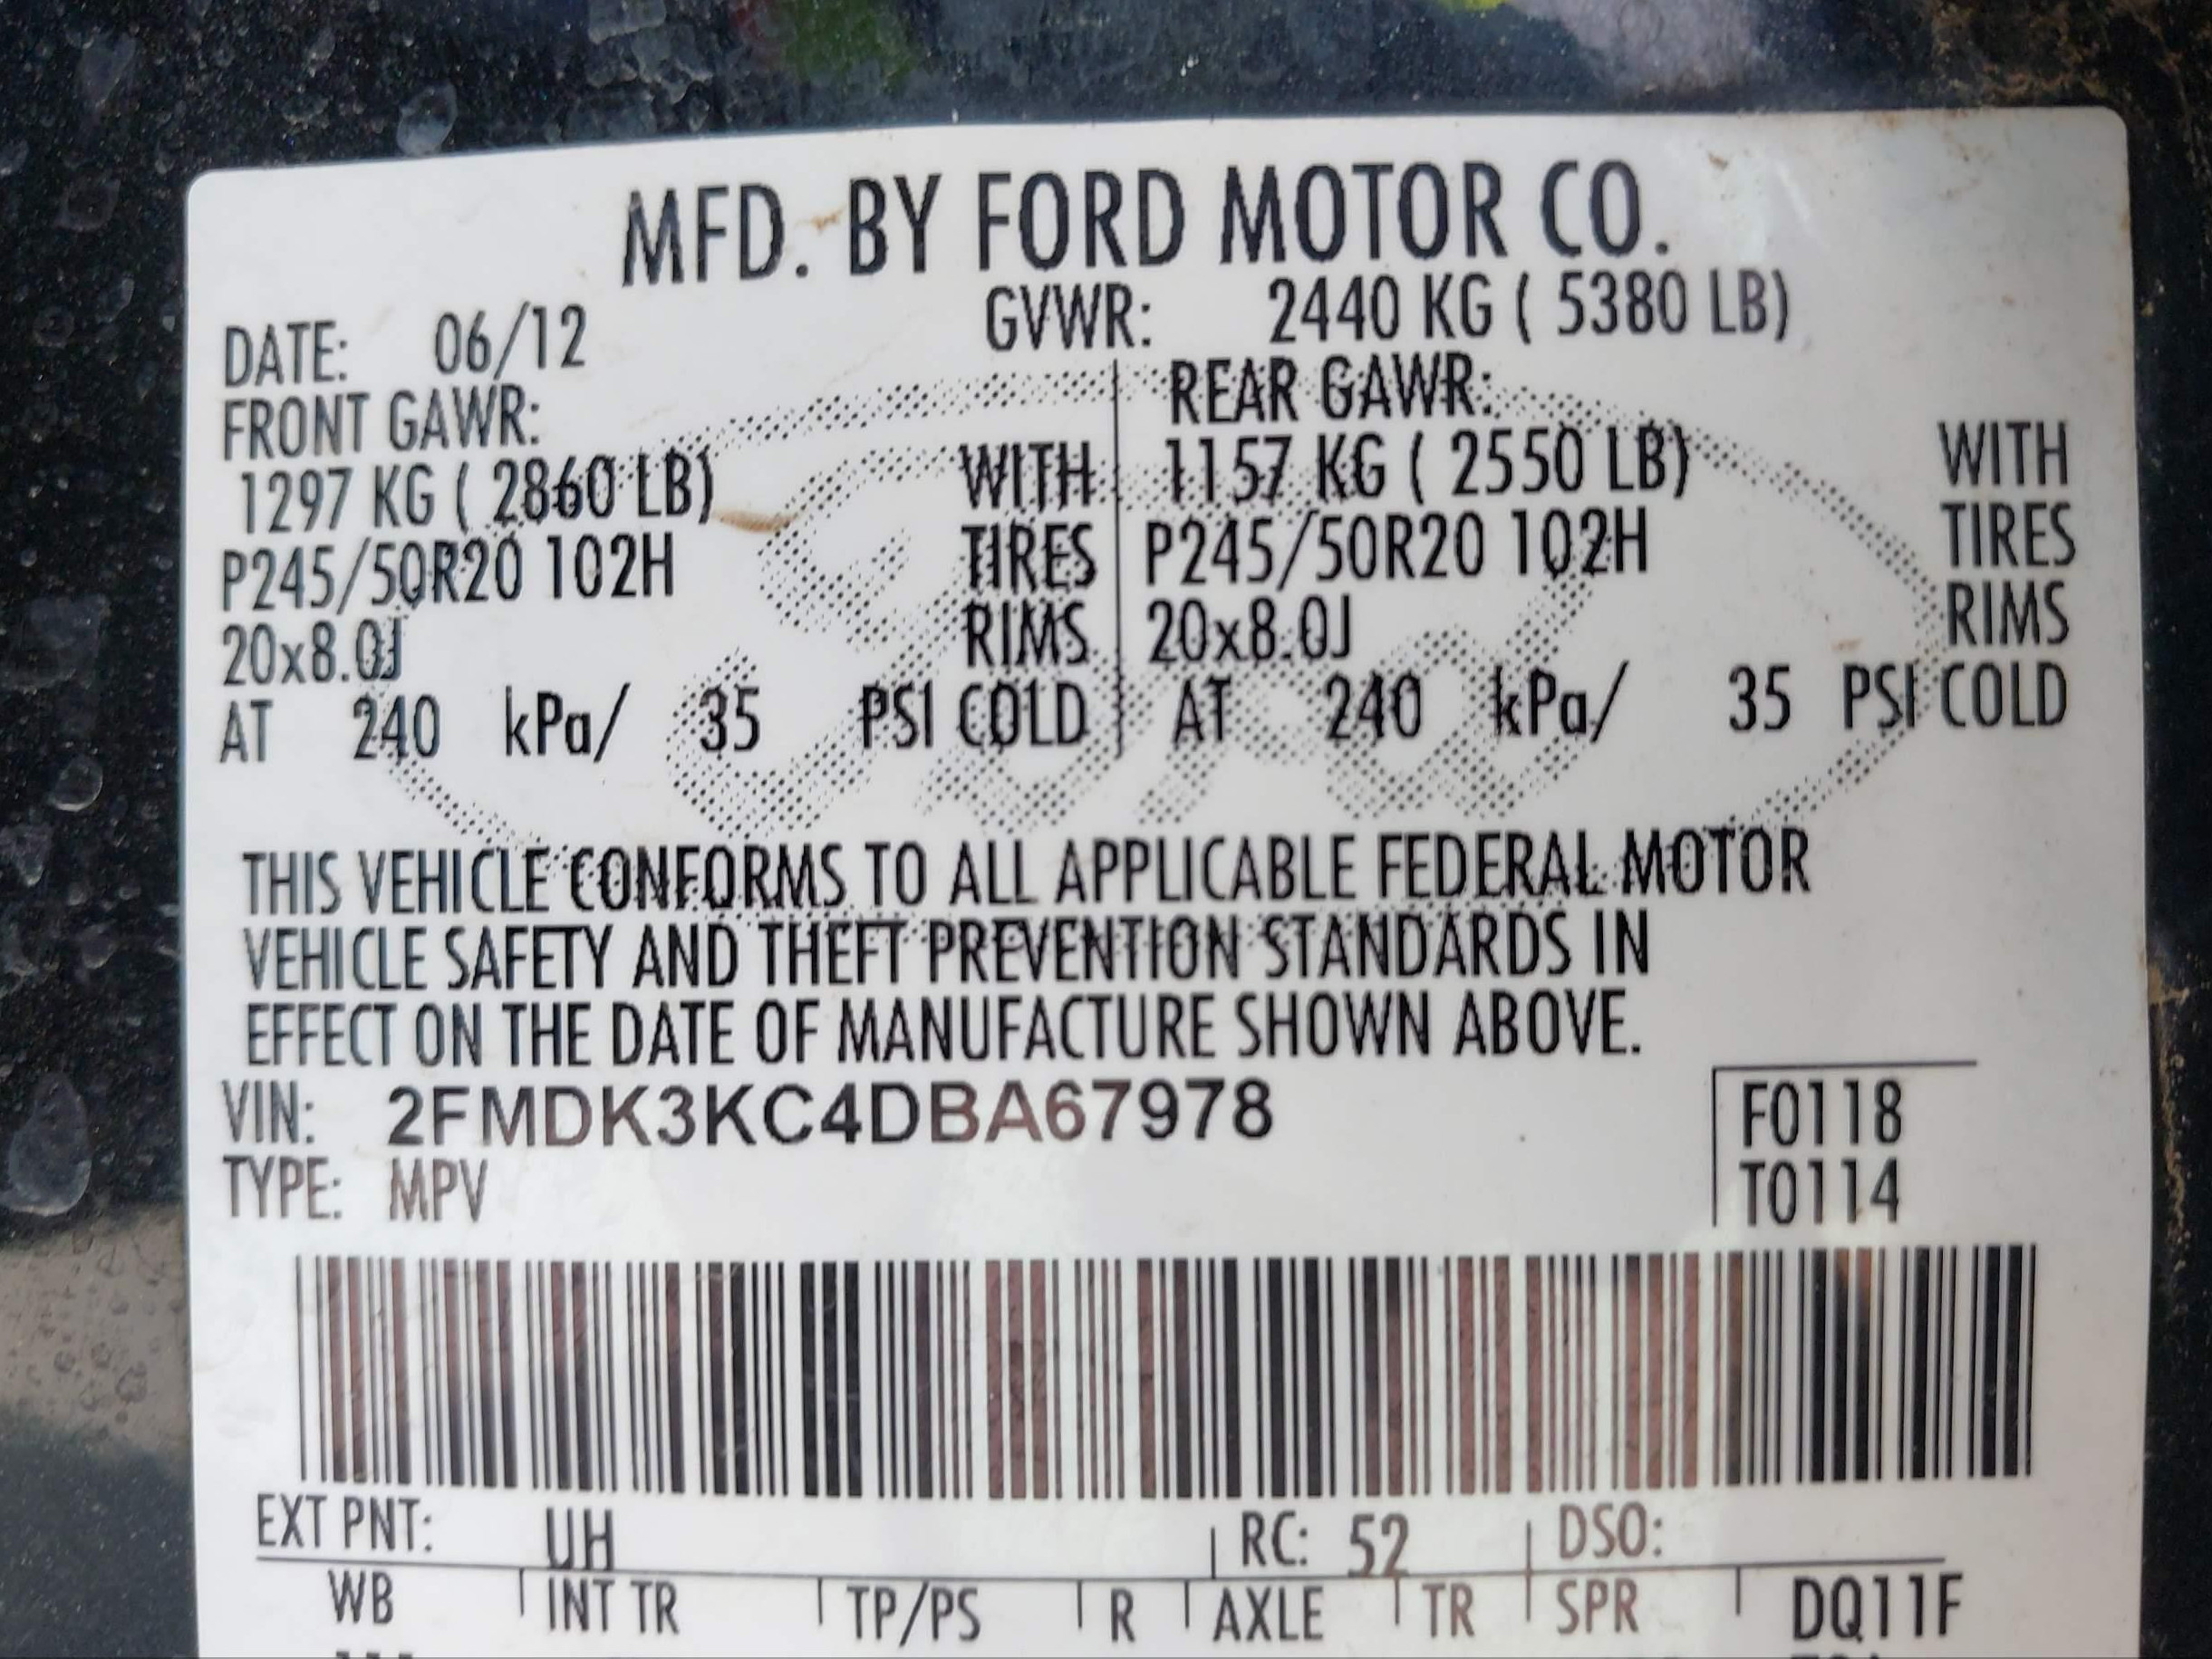 MFD. BY FORD MOTOR CO.
DATE: 06/12 GVWR: 2440 KG ( 5380 LB)
FRONT GAWR: REAR GAWR:
1297 KG ( 2860 LB) WITH 1157 KG ( 2550 LB) WITH
P245/50R20 102H TIRES P245/50R20 102H TIRES
20x8.0J RIMS 20x8.0J RIMS
AT 240 kPa/ 35 PSI COLD AT 240 kPa/ 35 PSI COLD
THIS VEHICLE CONFORMS TO ALL APPLICABLE FEDERAL MOTOR
VEHICLE SAFETY AND THEFT PREVENTION STANDARDS IN
EFFECT ON THE DATE OF MANUFACTURE SHOWN ABOVE.
VIN: 2FMDK3KC4DBA67978 F0118
TYPE: MPV T0114
EXT PNT: UH RC: 52 DSO:
WB INT TR TP/PS R AXLE TR SPR DQ11F